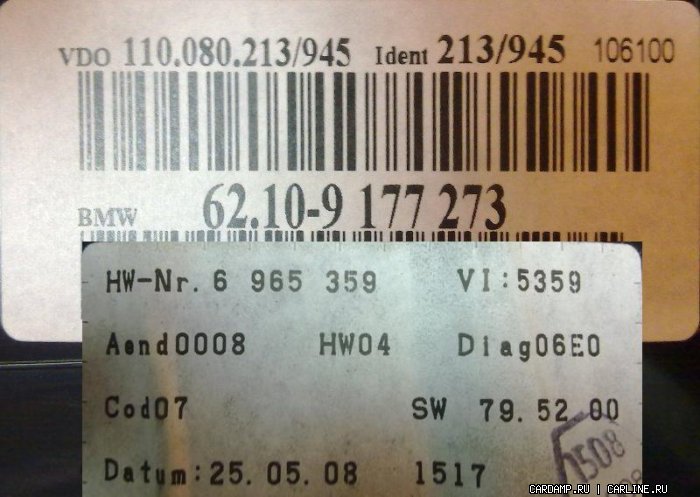 VDO 110.080.213/945 Ident 213/945 106100
BMW 62.10-9 177 273
HW-Nr. 6 965 359 VI:5359
Aend0008 HW04 Diag06E0
Cod07 SW 79.52.00
1508
Datum:25.05.08 1517
CARDAMP.RU | CARLINE.RU